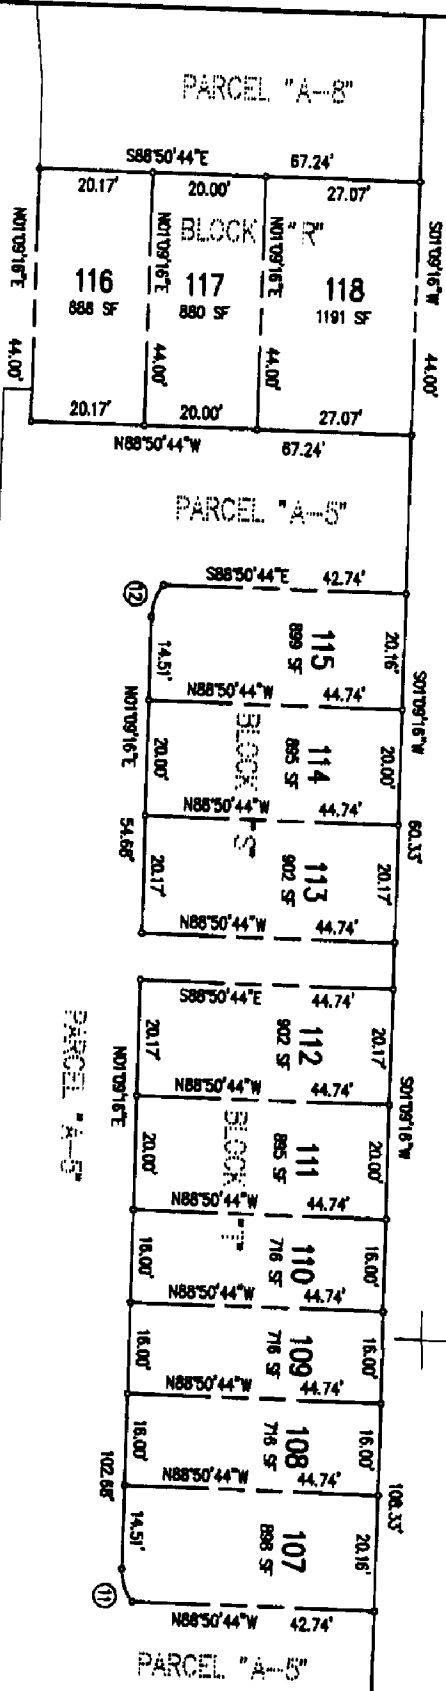 PARCEL "A-8"
S88°50'44"E 67.24'
20.17' 20.00' 27.07'
BLOCK "R"
N01°09'16"E 44.00'
116
888 SF
N01°09'16"E 44.00'
117
880 SF
N01°09'16"E 44.00'
118
1191 SF
S01°09'16"W 44.00'
20.17' 20.00' 27.07'
N88°50'44"W 67.24'
PARCEL "A-5"
S88°50'44"E 42.74'
12
14.51'
115
899 SF
20.16'
N88°50'44"W 44.74'
N01°09'16"E 54.68'
S01°09'16"W 60.33'
BLOCK "S"
20.00'
114
895 SF
20.00'
N88°50'44"W 44.74'
20.17'
113
902 SF
20.17'
N88°50'44"W 44.74'
S88°50'44"E 44.74'
20.17'
112
902 SF
20.17'
N88°50'44"W 44.74'
PARCEL "A-5"
N01°09'16"E 102.68'
S01°09'16"W 108.33'
BLOCK "T"
20.00'
111
895 SF
20.00'
N88°50'44"W 44.74'
16.00'
110
716 SF
16.00'
N88°50'44"W 44.74'
16.00'
109
716 SF
16.00'
N88°50'44"W 44.74'
16.00'
108
716 SF
16.00'
N88°50'44"W 44.74'
14.51'
107
898 SF
20.16'
11
N88°50'44"W 42.74'
PARCEL "A-5"